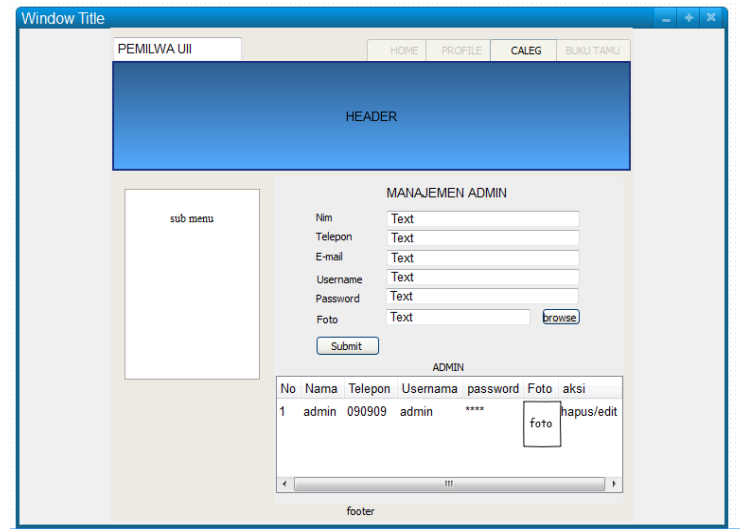 Window Title
PEMILWA UII
HOME PROFILE CALEG BUKU TAMU
HEADER
sub menu
MANAJEMEN ADMIN
Nim Text
Telepon Text
E-mail Text
Username Text
Password Text
Foto Text browse
Submit
ADMIN
No Nama Telepon Usernama password Foto aksi
1 admin 090909 admin **** foto hapus/edit
footer